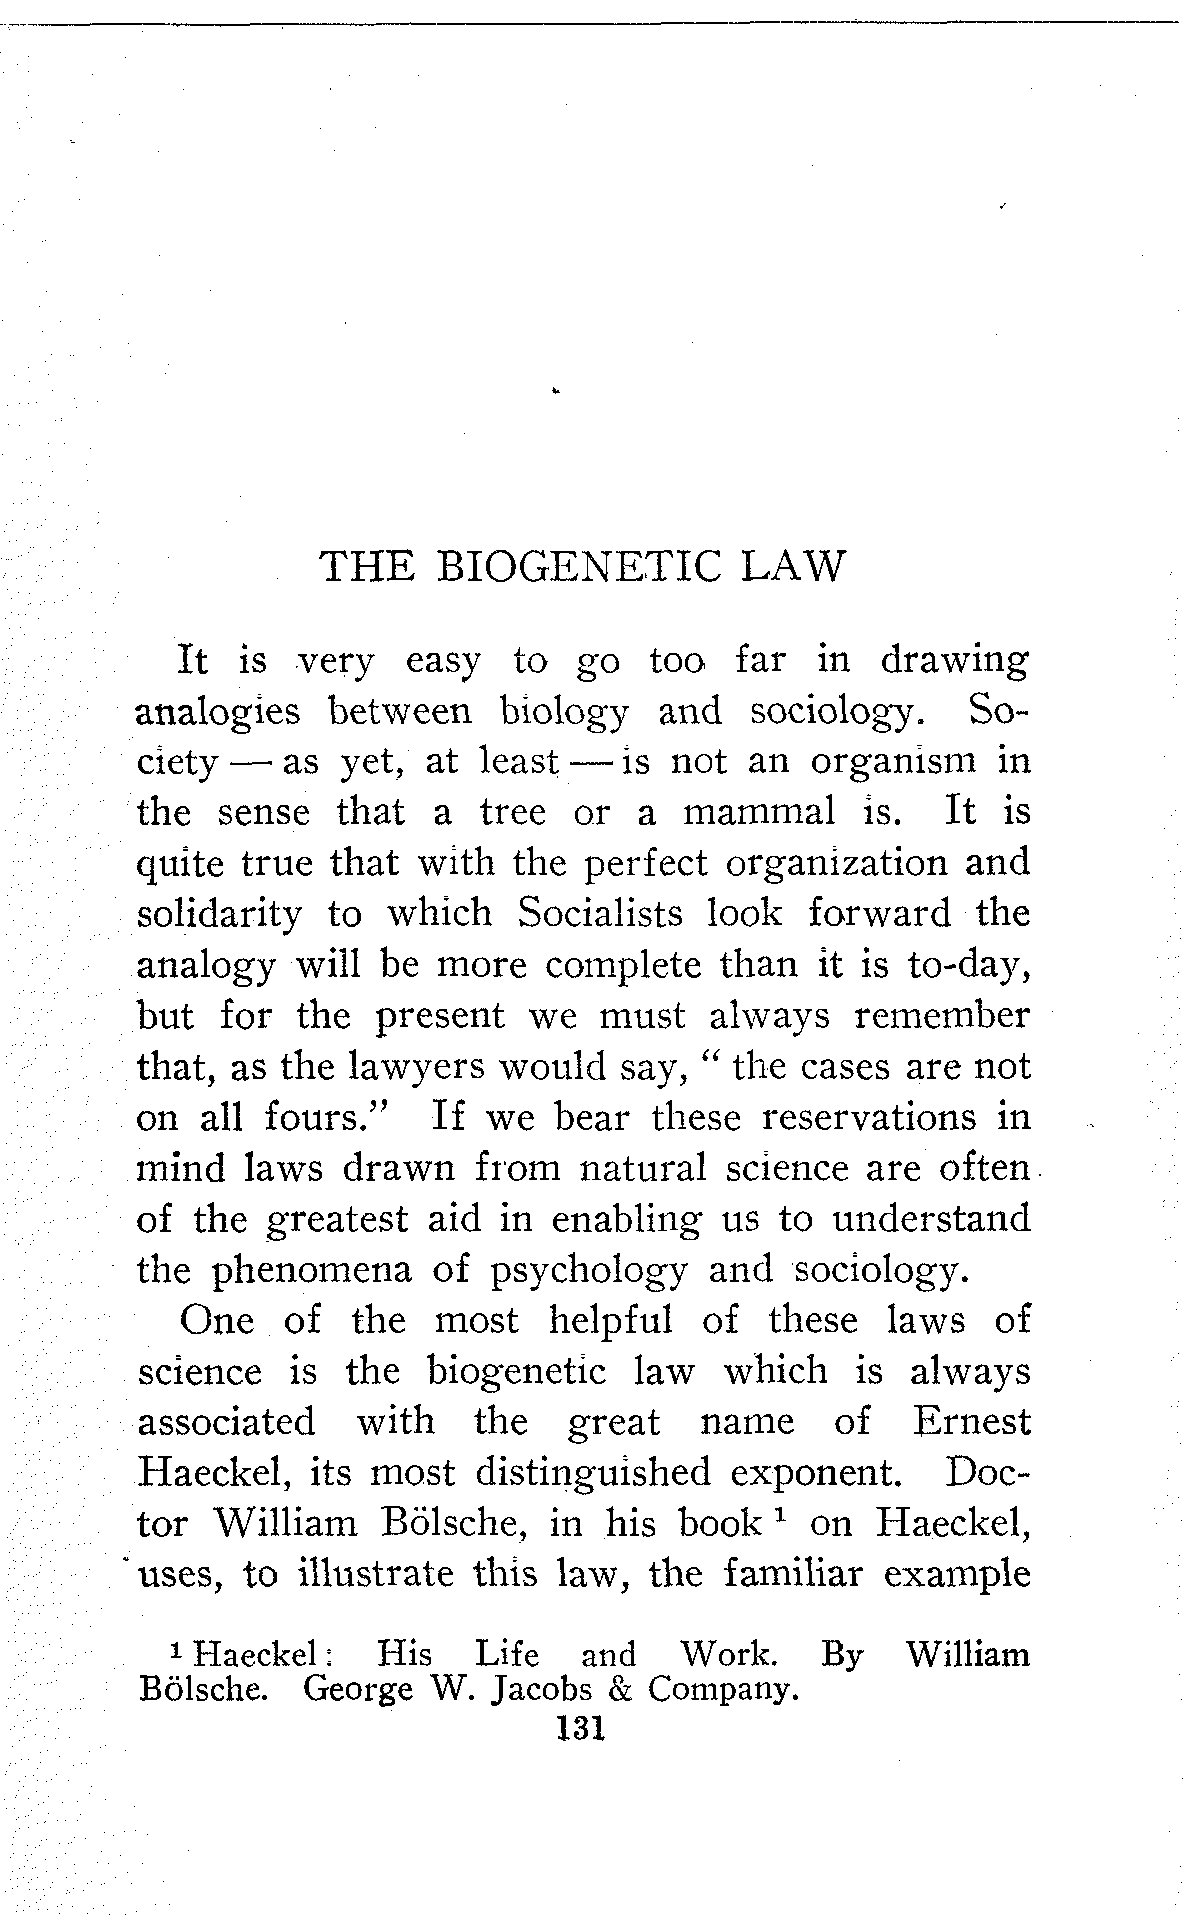 THE BIOGENETIC LAW
It is very easy to go too far in drawing
analogies between biology and sociology. So-
ciety — as yet, at least — is not an organism in
the sense that a tree or a mammal is. It is
quite true that with the perfect organization and
solidarity to which Socialists look forward the
analogy will be more complete than it is to-day,
but for the present we must always remember
that, as the lawyers would say, “ the cases are not
on all fours.” If we bear these reservations in
mind laws drawn from natural science are often
of the greatest aid in enabling us to understand
the phenomena of psychology and sociology.
One of the most helpful of these laws of
science is the biogenetic law which is always
associated with the great name of Ernest
Haeckel, its most distinguished exponent. Doc-
tor William Bölsche, in his book ¹ on Haeckel,
uses, to illustrate this law, the familiar example
¹ Haeckel: His Life and Work. By William
Bölsche. George W. Jacobs & Company.
131